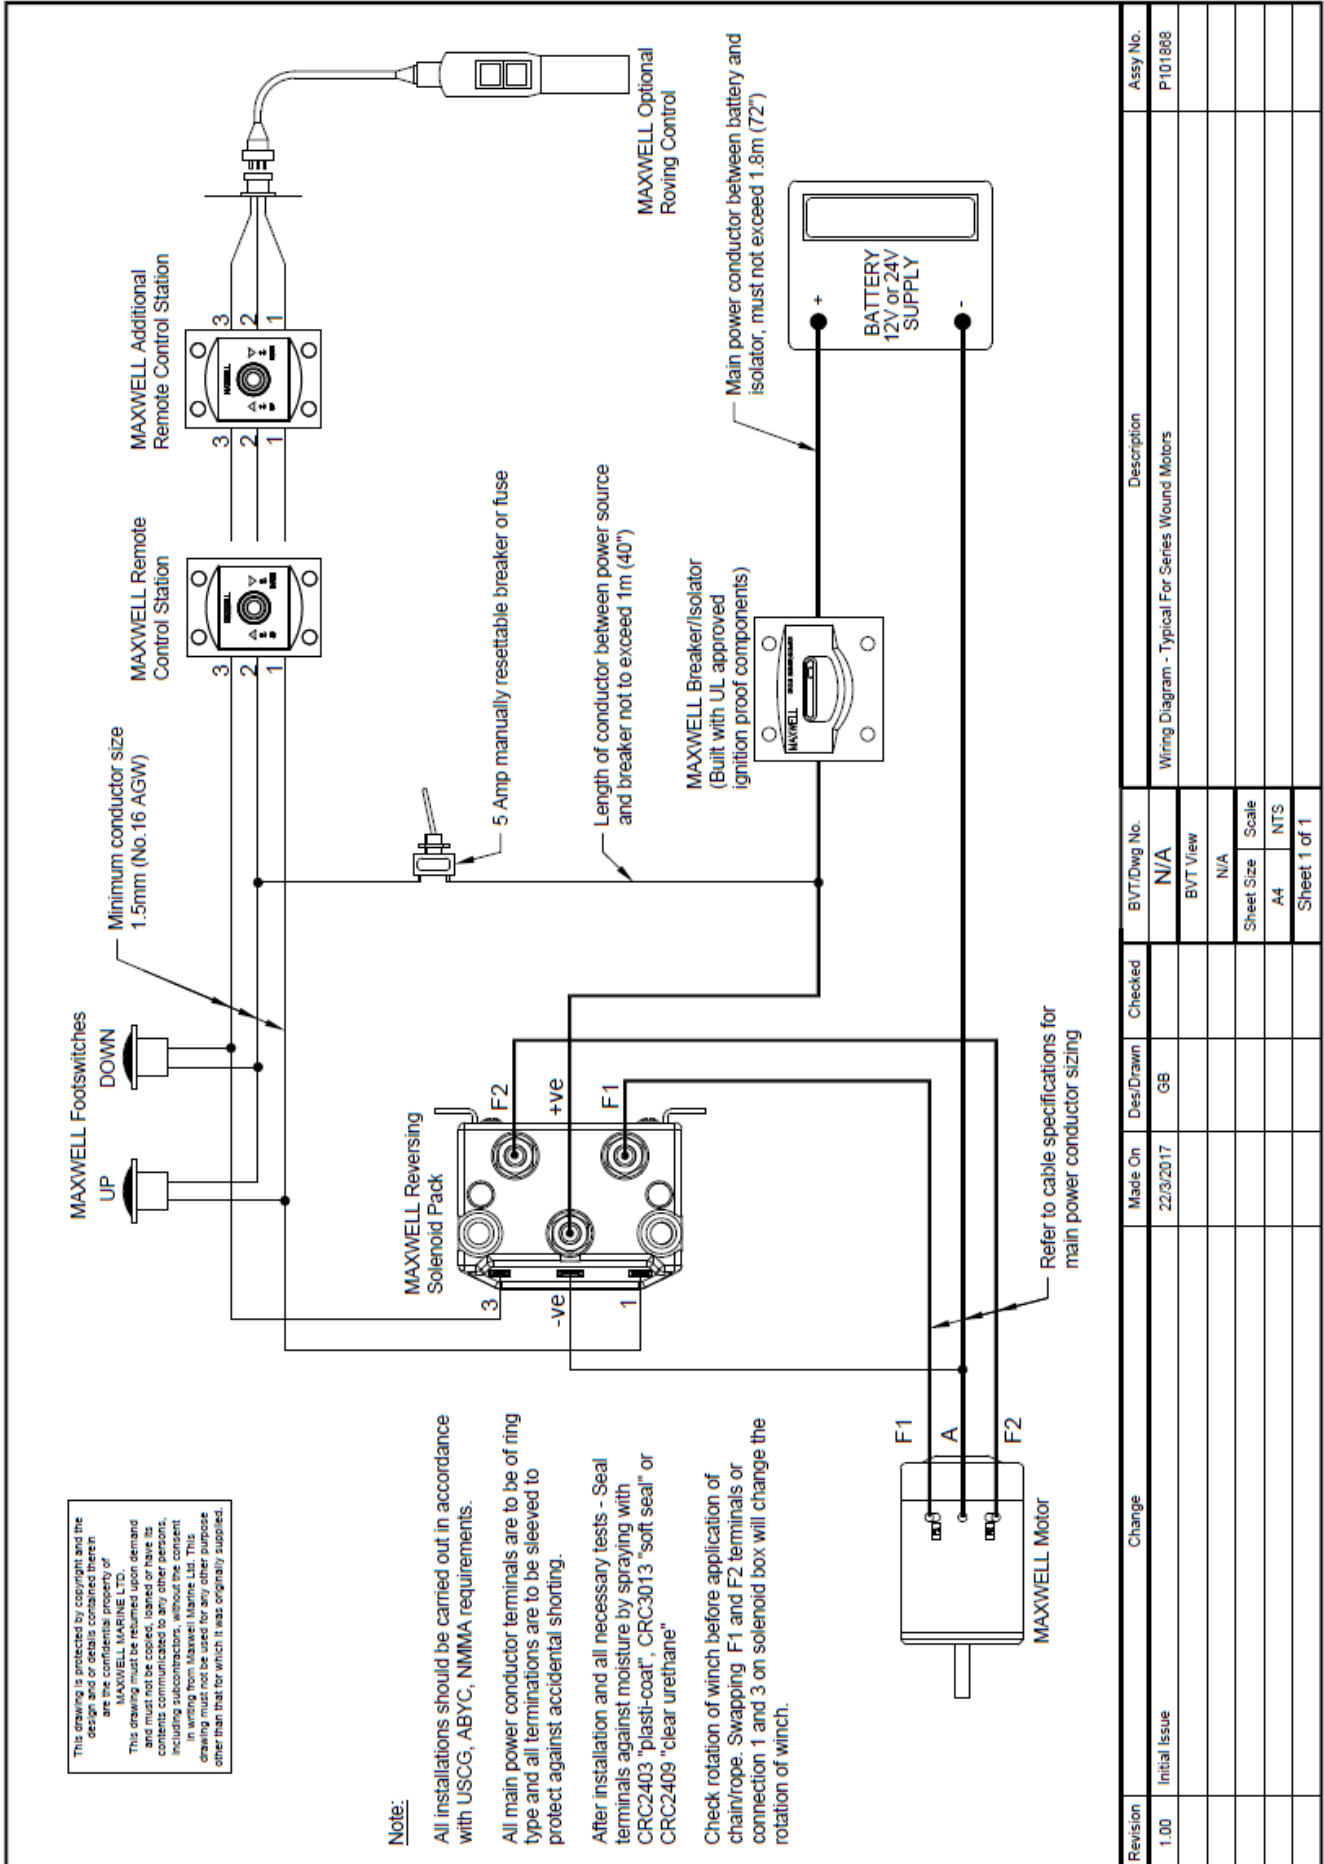 This drawing is protected by copyright and the
design and or details contained therein
are the confidential property of
MAXWELL MARINE LTD.
This drawing must be returned upon demand
and must not be copied, loaned or have its
contents communicated to any other persons,
including subcontractors, without the consent
in writing from Maxwell Marine Ltd. This
drawing must not be used for any other purpose
other than that for which it was originally supplied.
MAXWELL Footswitches
UP
DOWN
Minimum conductor size
1.5mm (No.16 AGW)
MAXWELL Remote
Control Station
3
2
1
MAXWELL
MAXWELL Additional
Remote Control Station
3
2
1
3
2
1
MAXWELL
MAXWELL Optional
Roving Control
Note:
All installations should be carried out in accordance
with USCG, ABYC, NMMA requirements.
All main power conductor terminals are to be of ring
type and all terminations are to be sleeved to
protect against accidental shorting.
After installation and all necessary tests - Seal
terminals against moisture by spraying with
CRC2403 "plasti-coat", CRC3013 "soft seal" or
CRC2409 "clear urethane"
Check rotation of winch before application of
chain/rope. Swapping F1 and F2 terminals or
connection 1 and 3 on solenoid box will change the
rotation of winch.
MAXWELL Reversing
Solenoid Pack
3
-ve
1
F2
+ve
F1
5 Amp manually resettable breaker or fuse
Length of conductor between power source
and breaker not to exceed 1m (40")
MAXWELL Breaker/Isolator
(Built with UL approved
ignition proof components)
MAXWELL
Main power conductor between battery and
isolator, must not exceed 1.8m (72")
+
BATTERY
12V or 24V
SUPPLY
-
F1
A
F2
MAXWELL Motor
Refer to cable specifications for
main power conductor sizing
Revision
Change
Made On
Des/Drawn
Checked
BVT/Dwg No.
Description
Assy No.
1.00
Initial Issue
22/3/2017
GB
N/A
Wiring Diagram - Typical For Series Wound Motors
P101868
BVT View
N/A
Sheet Size
Scale
A4
NTS
Sheet 1 of 1